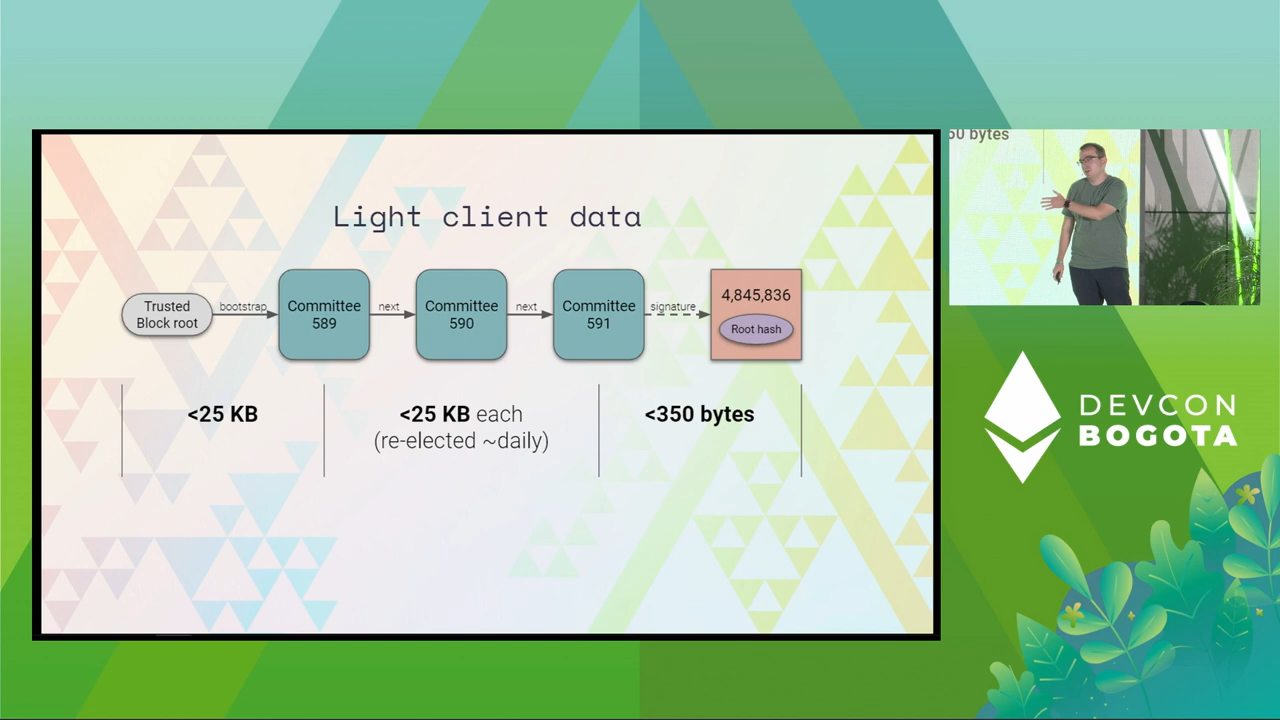 Light client data
Trusted
Block root
bootstrap
Committee
589
next
Committee
590
next
Committee
591
signature
4,845,836
Root hash
<25 KB
<25 KB each
(re-elected ~daily)
<350 bytes
50 bytes
DEVCON
BOGOTA